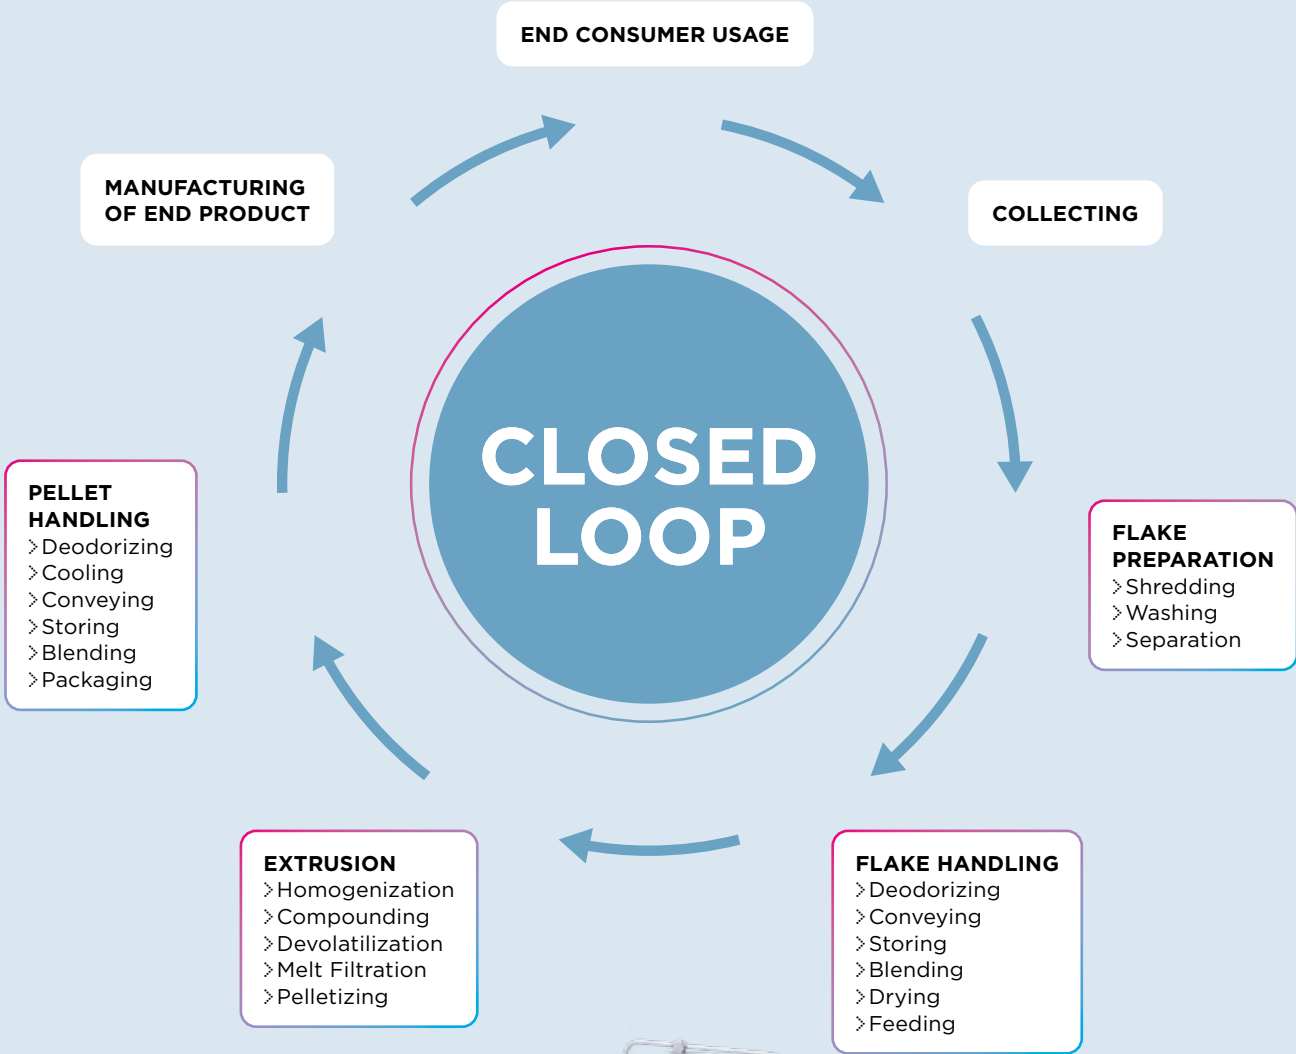 END CONSUMER USAGE
MANUFACTURING
OF END PRODUCT
COLLECTING
CLOSED
LOOP
PELLET
HANDLING
Deodorizing
Cooling
Conveying
Storing
Blending
Packaging
FLAKE
PREPARATION
Shredding
Washing
Separation
EXTRUSION
Homogenization
Compounding
Devolatilization
Melt Filtration
Pelletizing
FLAKE HANDLING
Deodorizing
Conveying
Storing
Blending
Drying
Feeding